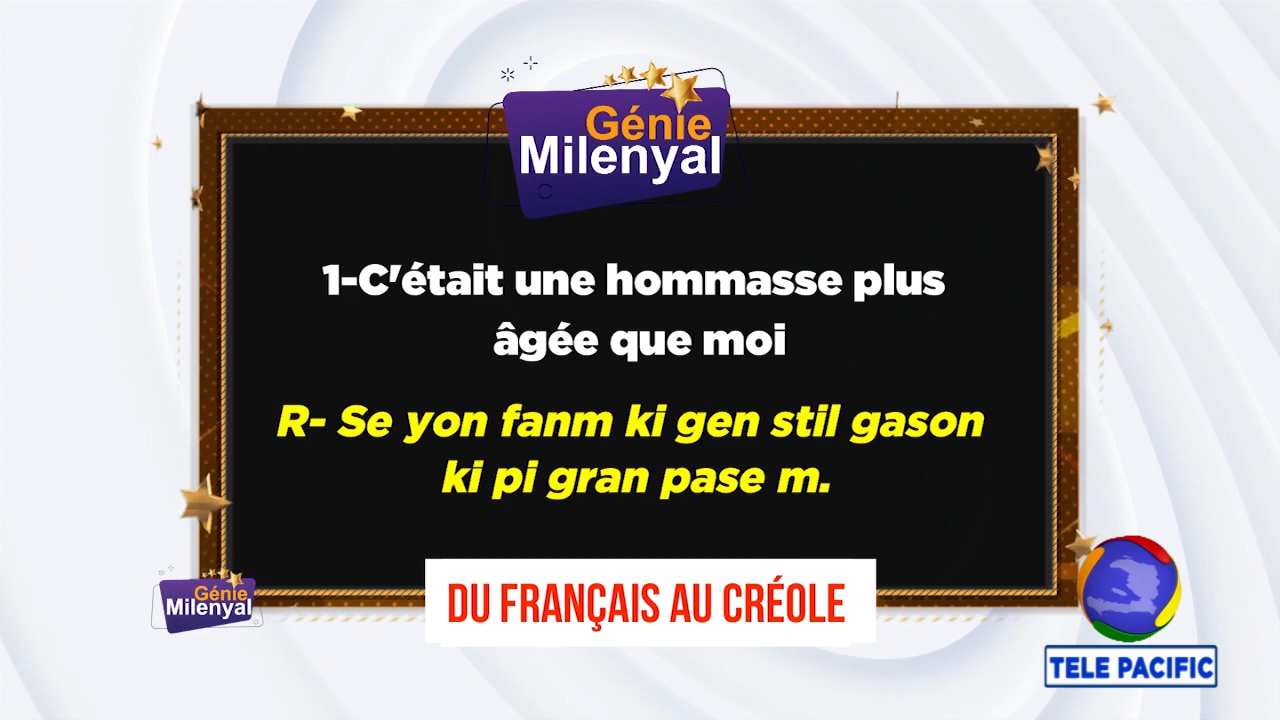 Génie
Milenyal
1-C'était une hommasse plus
âgée que moi
R- Se yon fanm ki gen stil gason
ki pi gran pase m.
Génie
Milenyal
DU FRANÇAIS AU CRÉOLE
TELE PACIFIC